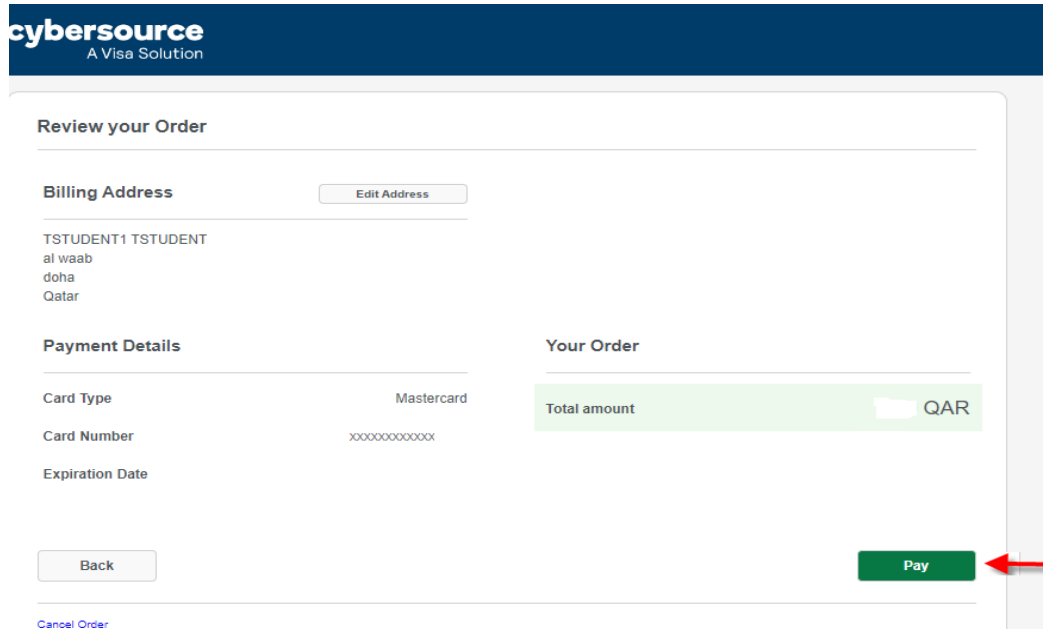 cybersource
A Visa Solution
Review your Order
Billing Address
Edit Address
TSTUDENT1 TSTUDENT
al waab
doha
Qatar
Payment Details
Card Type Mastercard
Card Number xxxxxxxxxxxx
Expiration Date
Your Order
Total amount QAR
Back
Pay
Cancel Order